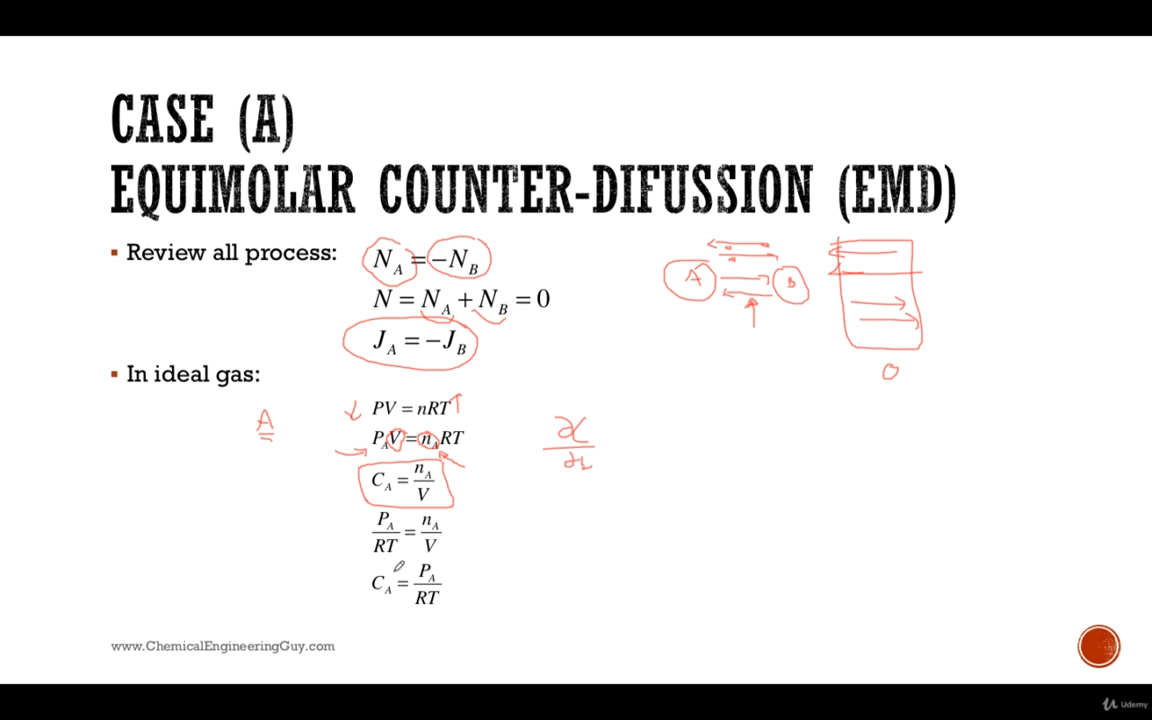 CASE (A)
EQUIMOLAR COUNTER-DIFUSSION (EMD)
▪ Review all process:
N_A = -N_B
N = N_A + N_B = 0
J_A = -J_B
A B
0
▪ In ideal gas:
PV = nRT
P_A V = n_A RT
A
C_A = n_A / V
P_A / RT = n_A / V
C_A = P_A / RT
www.ChemicalEngineeringGuy.com
Udemy